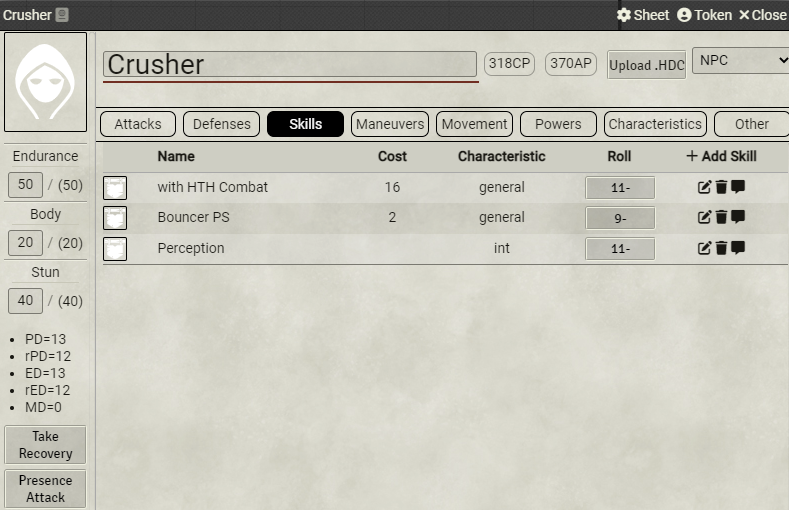 Crusher Sheet Token Close
Crusher 318CP 370AP Upload .HDC NPC
Attacks Defenses Skills Maneuvers Movement Powers Characteristics Other
Name Cost Characteristic Roll + Add Skill
with HTH Combat 16 general 11-
Bouncer PS 2 general 9-
Perception int 11-
Endurance
50 / (50)
Body
20 / (20)
Stun
40 / (40)
• PD=13
• rPD=12
• ED=13
• rED=12
• MD=0
Take
Recovery
Presence
Attack